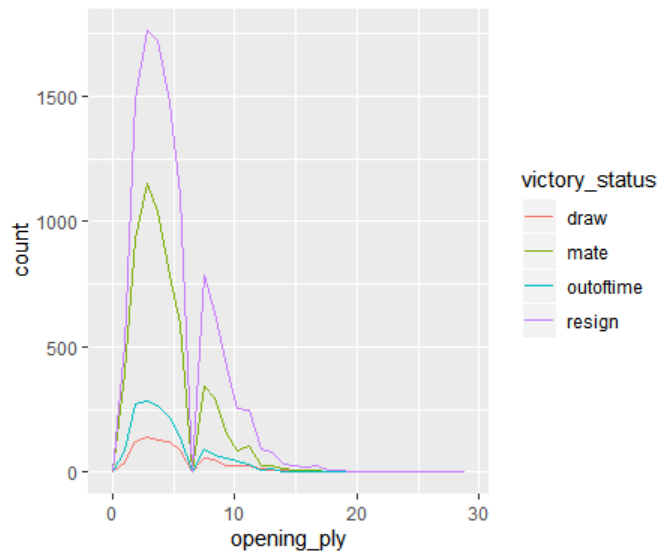 1500
1000
500
0
count
0
10
20
30
opening_ply
victory_status
draw
mate
outoftime
resign